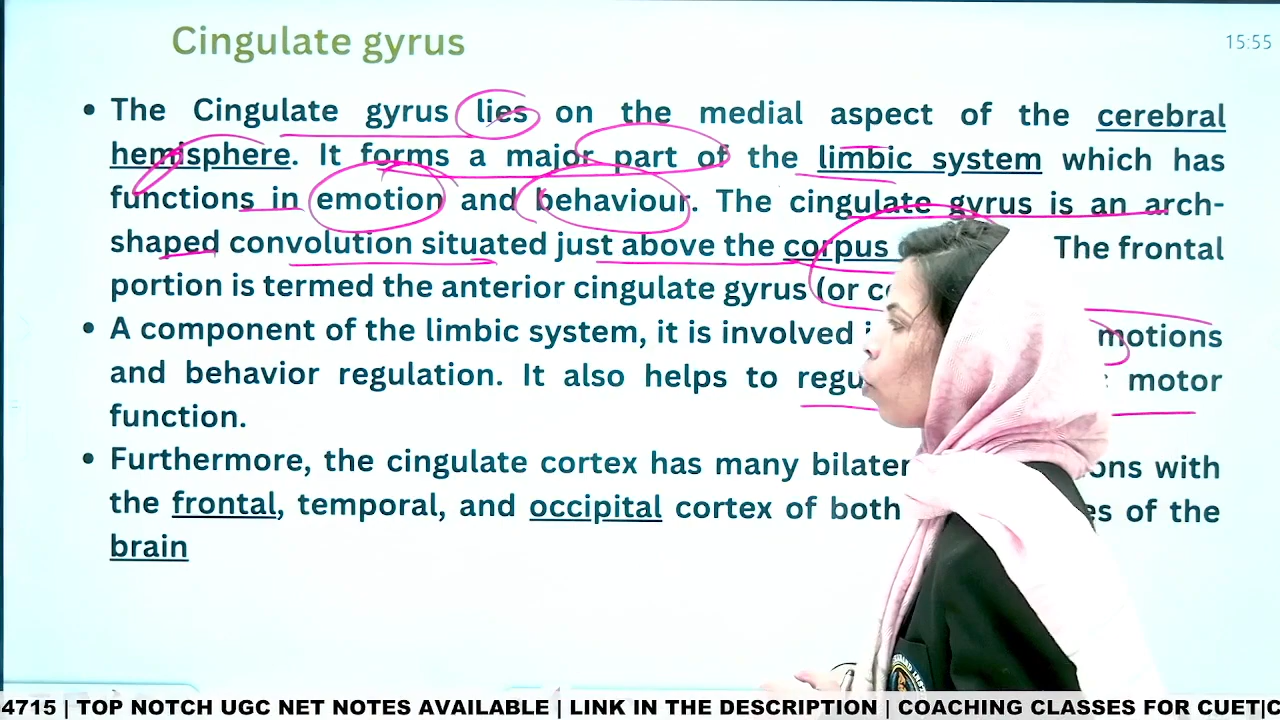 Cingulate gyrus
15:55
• The Cingulate gyrus lies on the medial aspect of the cerebral
hemisphere. It forms a major part of the limbic system which has
functions in emotion and behaviour. The cingulate gyrus is an arch-
shaped convolution situated just above the corpus The frontal
portion is termed the anterior cingulate gyrus (or
• A component of the limbic system, it is involved
and behavior regulation. It also helps to motor
function.
• Furthermore, the cingulate cortex has many with
the frontal, temporal, and occipital cortex of both of the
brain
4715 | TOP NOTCH UGC NET NOTES AVAILABLE | LINK IN THE DESCRIPTION | COACHING CLASSES FOR CUET|C